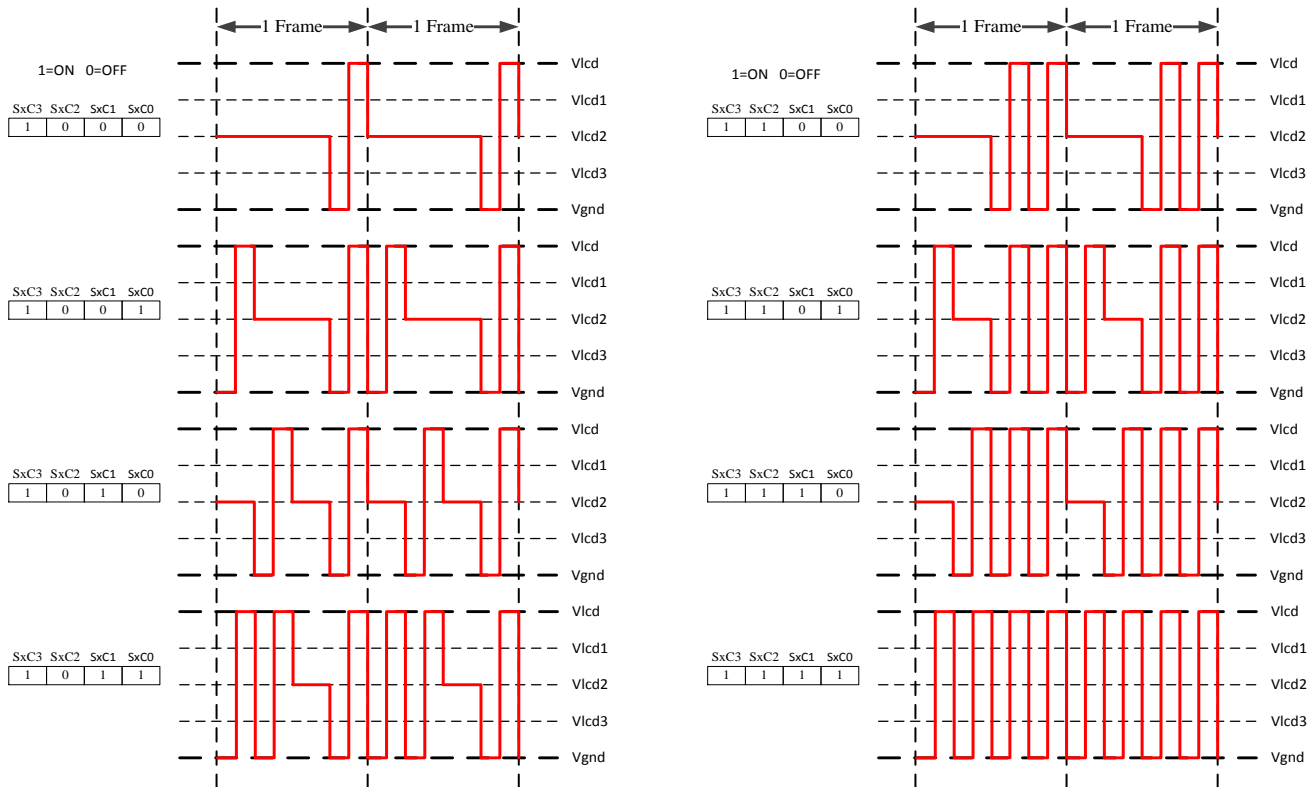 1 Frame 1 Frame
1=ON 0=OFF
Vlcd
SxC3 SxC2 SxC1 SxC0
1 0 0 0
Vlcd1
Vlcd2
Vlcd3
Vgnd
Vlcd
SxC3 SxC2 SxC1 SxC0
1 0 0 1
Vlcd1
Vlcd2
Vlcd3
Vgnd
Vlcd
SxC3 SxC2 SxC1 SxC0
1 0 1 0
Vlcd1
Vlcd2
Vlcd3
Vgnd
Vlcd
SxC3 SxC2 SxC1 SxC0
1 0 1 1
Vlcd1
Vlcd2
Vlcd3
Vgnd
1 Frame 1 Frame
1=ON 0=OFF
Vlcd
SxC3 SxC2 SxC1 SxC0
1 1 0 0
Vlcd1
Vlcd2
Vlcd3
Vgnd
Vlcd
SxC3 SxC2 SxC1 SxC0
1 1 0 1
Vlcd1
Vlcd2
Vlcd3
Vgnd
Vlcd
SxC3 SxC2 SxC1 SxC0
1 1 1 0
Vlcd1
Vlcd2
Vlcd3
Vgnd
Vlcd
SxC3 SxC2 SxC1 SxC0
1 1 1 1
Vlcd1
Vlcd2
Vlcd3
Vgnd